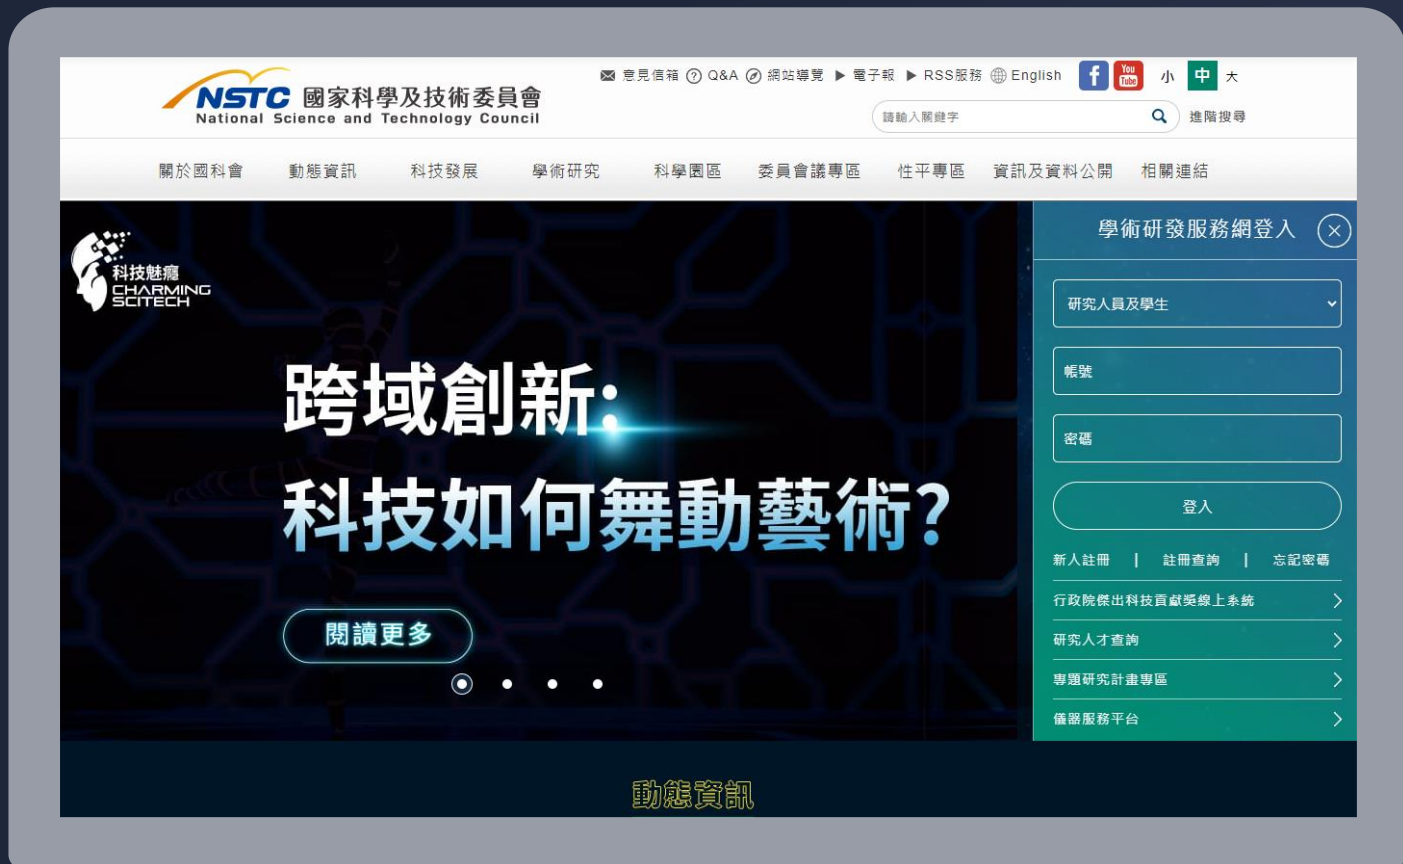 NSTC 國家科學及技術委員會
National Science and Technology Council
意見信箱 Q&A 網站導覽 ▶ 電子報 ▶ RSS服務 English f You Tube 小 中 大
請輸入關鍵字 進階搜尋
關於國科會 動態資訊 科技發展 學術研究 科學園區 委員會議專區 性平專區 資訊及資料公開 相關連結
科技魅癮
CHARMING
SCITECH
跨域創新:
科技如何舞動藝術?
閱讀更多
學術研發服務網登入
研究人員及學生
帳號
密碼
登入
新人註冊 | 註冊查詢 | 忘記密碼
行政院傑出科技貢獻獎線上系統
研究人才查詢
專題研究計畫專區
儀器服務平台
動態資訊